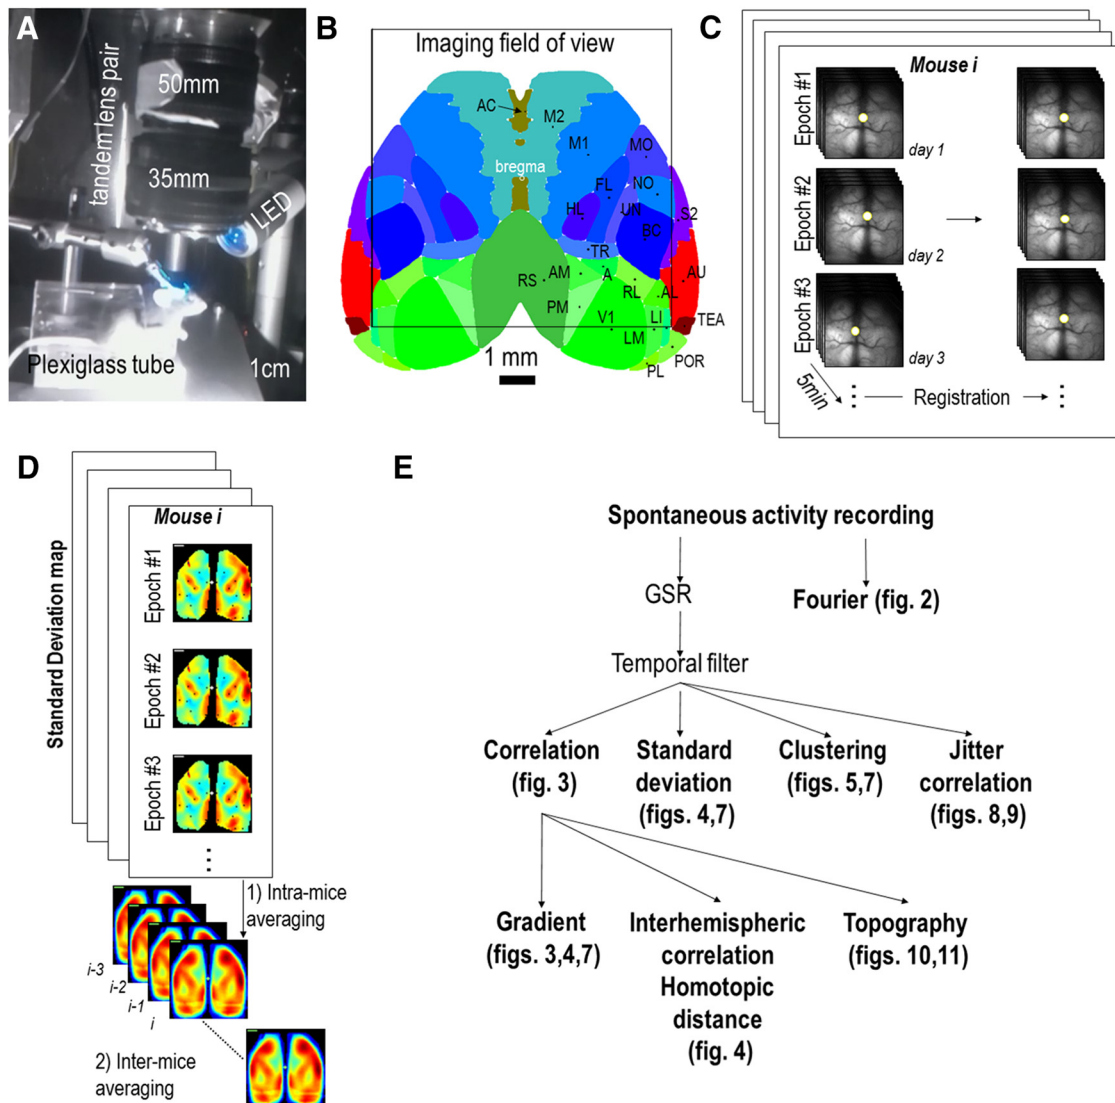 A
tandem lens pair
50mm
35mm
LED
Plexiglass tube
1cm
B
Imaging field of view
AC
M2
M1
MO
bregma
FL
NO
HL
UN
S2
BC
TR
RS
AM
A
AU
RL
AL
PM
V1
LI
TEA
LM
POR
PL
1 mm
C
Mouse i
Epoch #1
day 1
Epoch #2
day 2
Epoch #3
day 3
5min
Registration
D
Standard Deviation map
Mouse i
Epoch #1
Epoch #2
Epoch #3
1) Intra-mice
averaging
i-3
i-2
i-1
i
2) Inter-mice
averaging
E
Spontaneous activity recording
GSR
Fourier (fig. 2)
Temporal filter
Correlation
(fig. 3)
Standard
deviation
(figs. 4,7)
Clustering
(figs. 5,7)
Jitter
correlation
(figs. 8,9)
Gradient
(figs. 3,4,7)
Interhemispheric
correlation
Homotopic
distance
(fig. 4)
Topography
(figs. 10,11)